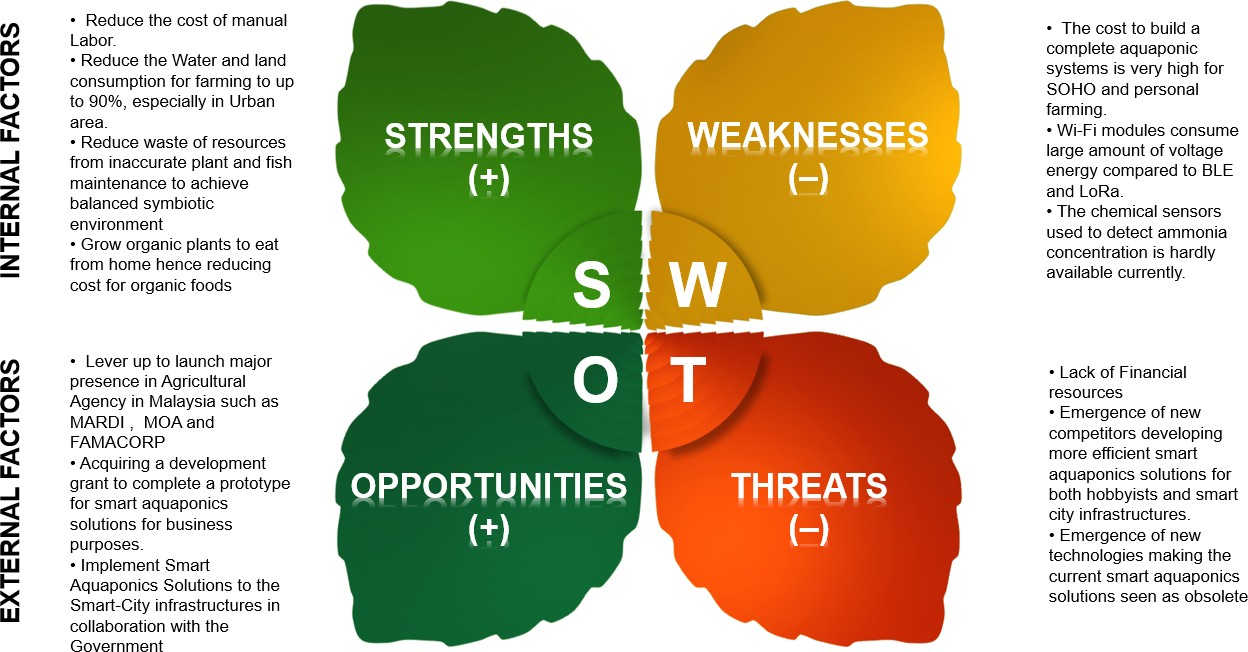 INTERNAL FACTORS
• Reduce the cost of manual
Labor.
• Reduce the Water and land
consumption for farming to up
to 90%, especially in Urban
area.
• Reduce waste of resources
from inaccurate plant and fish
maintenance to achieve
balanced symbiotic
environment
• Grow organic plants to eat
from home hence reducing
cost for organic foods
STRENGTHS
(+)
S
WEAKNESSES
(–)
W
• The cost to build a
complete aquaponic
systems is very high for
SOHO and personal
farming.
• Wi-Fi modules consume
large amount of voltage
energy compared to BLE
and LoRa.
• The chemical sensors
used to detect ammonia
concentration is hardly
available currently.
EXTERNAL FACTORS
• Lever up to launch major
presence in Agricultural
Agency in Malaysia such as
MARDI , MOA and
FAMACORP
• Acquiring a development
grant to complete a prototype
for smart aquaponics
solutions for business
purposes.
• Implement Smart
Aquaponics Solutions to the
Smart-City infrastructures in
collaboration with the
Government
O
OPPORTUNITIES
(+)
T
THREATS
(–)
• Lack of Financial
resources
• Emergence of new
competitors developing
more efficient smart
aquaponics solutions for
both hobbyists and smart
city infrastructures.
• Emergence of new
technologies making the
current smart aquaponics
solutions seen as obsolete